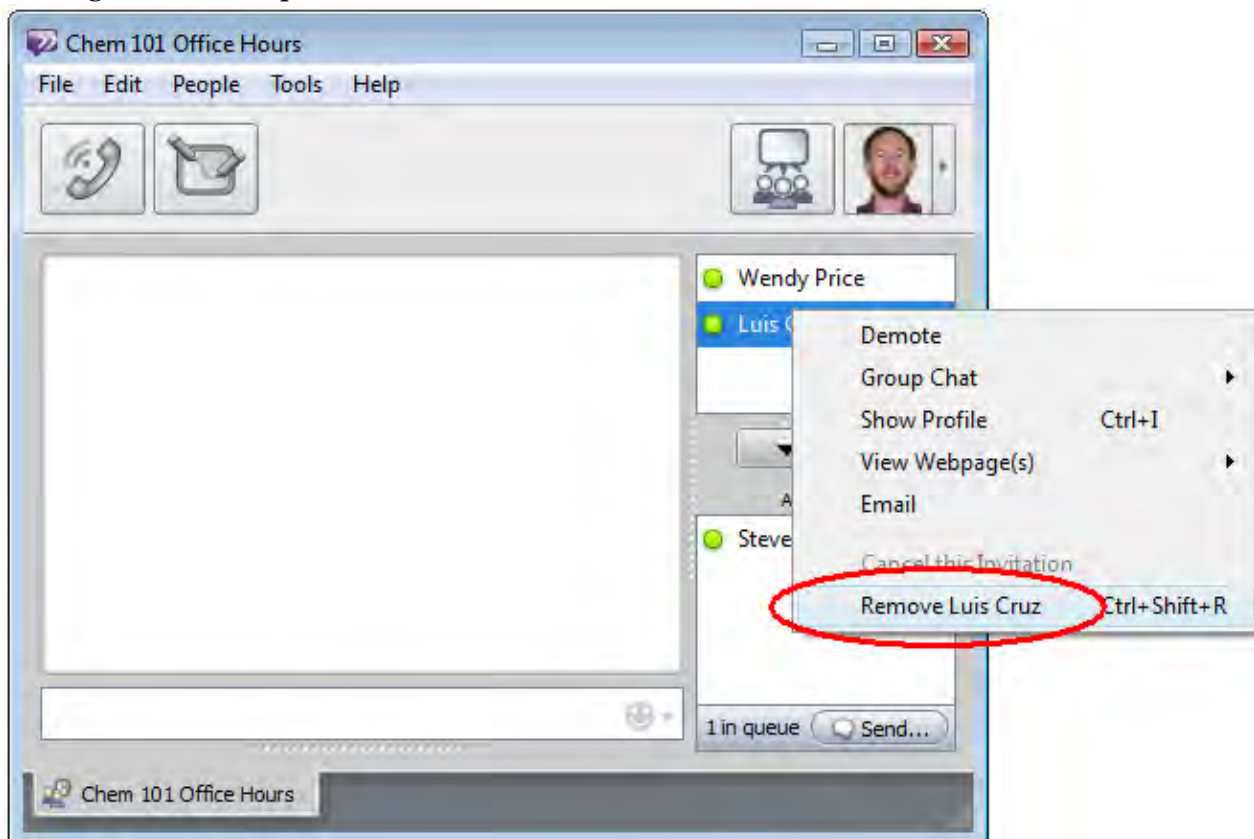 Chem 101 Office Hours
File Edit People Tools Help
Wendy Price
Luis
Demote
Group Chat
Show Profile Ctrl+I
View Webpage(s)
Email
Steve
Cancel this Invitation
Remove Luis Cruz Ctrl+Shift+R
1 in queue Send...
Chem 101 Office Hours